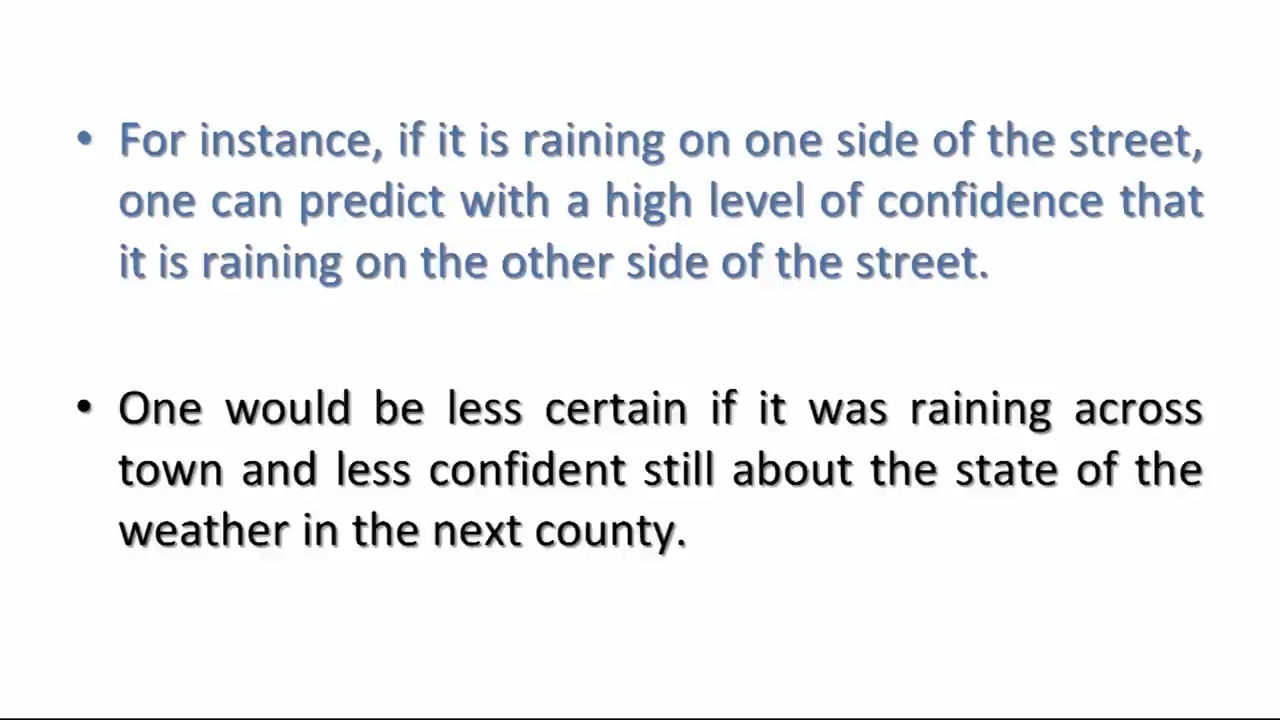 • For instance, if it is raining on one side of the street,
one can predict with a high level of confidence that
it is raining on the other side of the street.
• One would be less certain if it was raining across
town and less confident still about the state of the
weather in the next county.